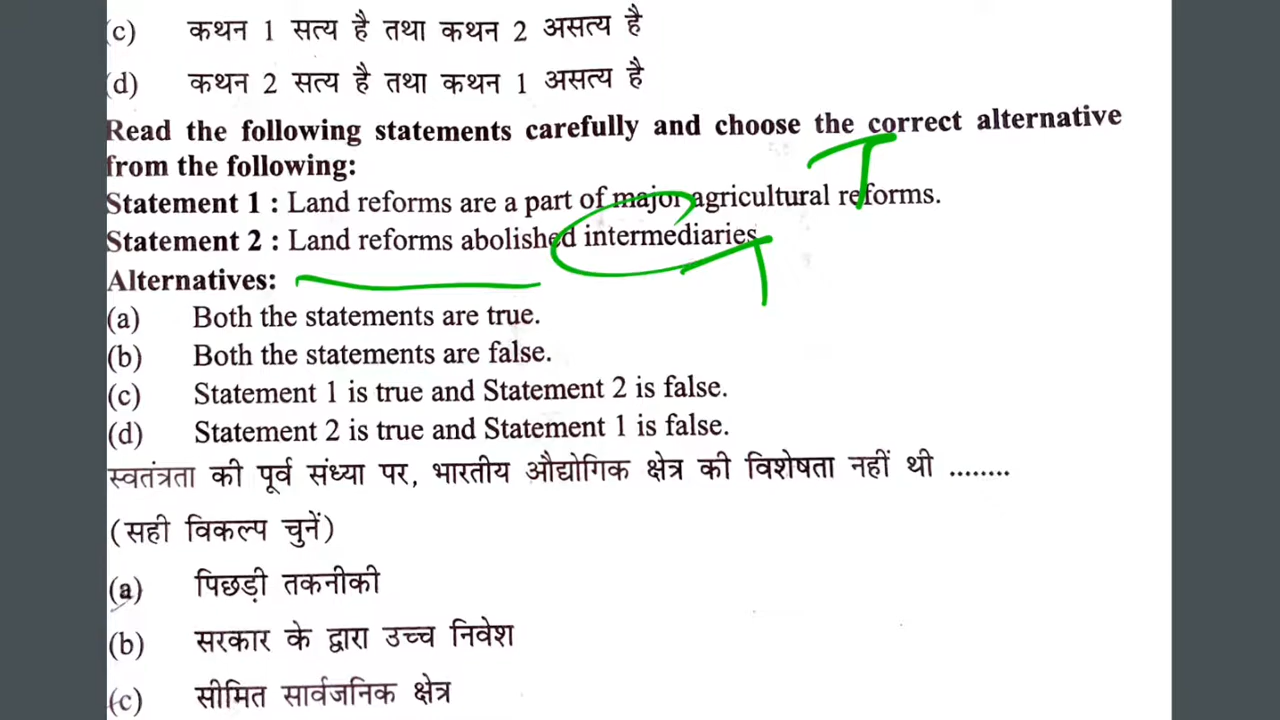 (c) कथन 1 सत्य है तथा कथन 2 असत्य है
(d) कथन 2 सत्य है तथा कथन 1 असत्य है
Read the following statements carefully and choose the correct alternative
from the following:
Statement 1 : Land reforms are a part of major agricultural reforms.
Statement 2 : Land reforms abolished intermediaries
Alternatives:
(a) Both the statements are true.
(b) Both the statements are false.
(c) Statement 1 is true and Statement 2 is false.
(d) Statement 2 is true and Statement 1 is false.
स्वतंत्रता की पूर्व संध्या पर, भारतीय औद्योगिक क्षेत्र की विशेषता नहीं थी ........
(सही विकल्प चुनें)
(a) पिछड़ी तकनीकी
(b) सरकार के द्वारा उच्च निवेश
(c) सीमित सार्वजनिक क्षेत्र